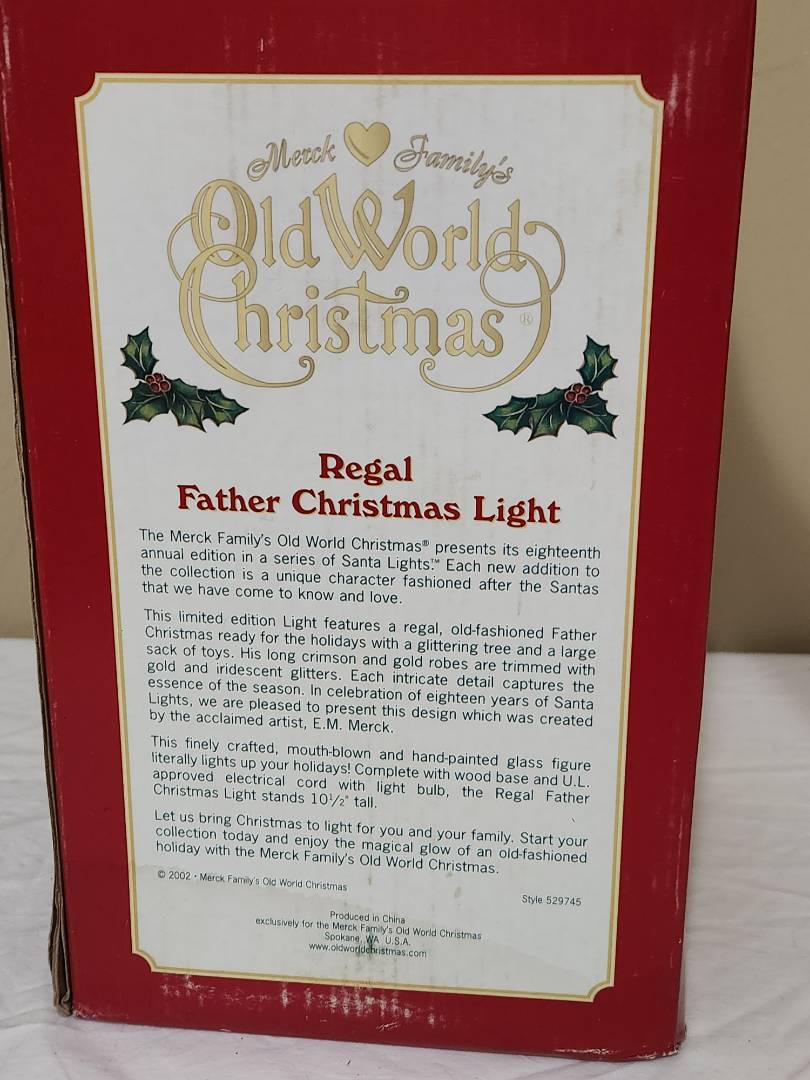 Merck Family's
Old World
Christmas®
Regal
Father Christmas Light
The Merck Family's Old World Christmas® presents its eighteenth
annual edition in a series of Santa Lights.™ Each new addition to
the collection is a unique character fashioned after the Santas
that we have come to know and love.
This limited edition Light features a regal, old-fashioned Father
Christmas ready for the holidays with a glittering tree and a large
sack of toys. His long crimson and gold robes are trimmed with
gold and iridescent glitters. Each intricate detail captures the
essence of the season. In celebration of eighteen years of Santa
Lights, we are pleased to present this design which was created
by the acclaimed artist, E.M. Merck.
This finely crafted, mouth-blown and hand-painted glass figure
literally lights up your holidays! Complete with wood base and U.L.
approved electrical cord with light bulb, the Regal Father
Christmas Light stands 10½" tall.
Let us bring Christmas to light for you and your family. Start your
collection today and enjoy the magical glow of an old-fashioned
holiday with the Merck Family's Old World Christmas.
© 2002 • Merck Family's Old World Christmas
Style 529745
Produced in China
exclusively for the Merck Family's Old World Christmas
Spokane, WA U.S.A.
www.oldworldchristmas.com